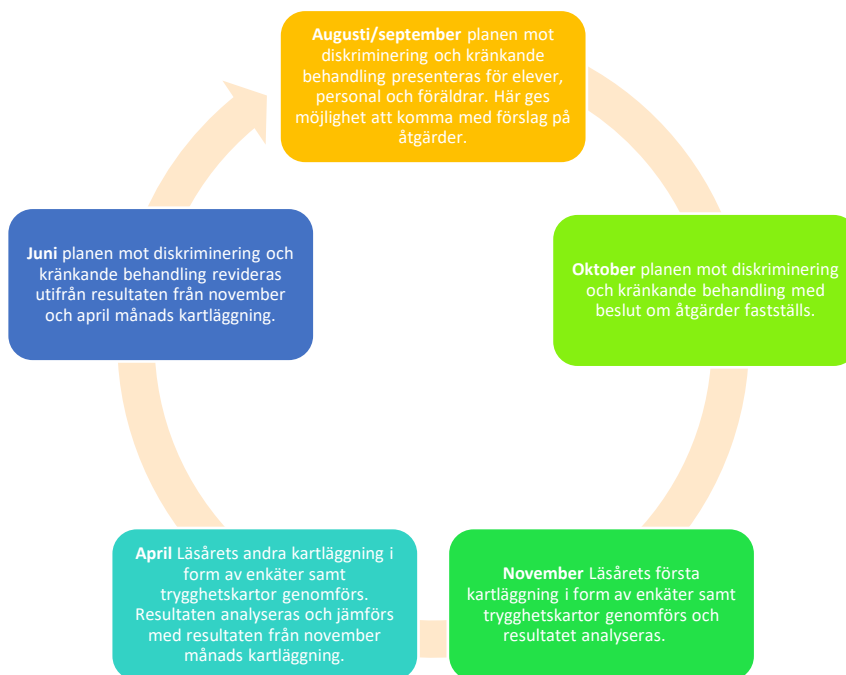 Augusti/september planen mot
diskriminering och kränkande
behandling presenteras för elever,
personal och föräldrar. Här ges
möjlighet att komma med förslag på
åtgärder.
Oktober planen mot diskriminering
och kränkande behandling med
beslut om åtgärder fastställs.
November Läsårets första
kartläggning i form av enkäter samt
trygghetskartor genomförs och
resultatet analyseras.
April Läsårets andra kartläggning i
form av enkäter samt
trygghetskartor genomförs.
Resultaten analyseras och jämförs
med resultaten från november
månads kartläggning.
Juni planen mot diskriminering och
kränkande behandling revideras
utifrån resultaten från november
och april månads kartläggning.